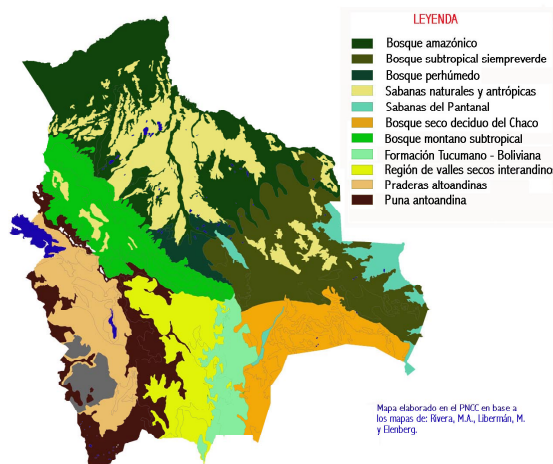 LEYENDA
Bosque amazónico
Bosque subtropical siempreverde
Bosque perhúmedo
Sabanas naturales y antrópicas
Sabanas del Pantanal
Bosque seco deciduo del Chaco
Bosque montano subtropical
Formación Tucumano - Boliviana
Región de valles secos interandinos
Praderas altoandinas
Puna antoandina
Mapa elaborado en el PNCC en base a
los mapas de: Rivera, M.A., Libermán, M.
y Elenberg.